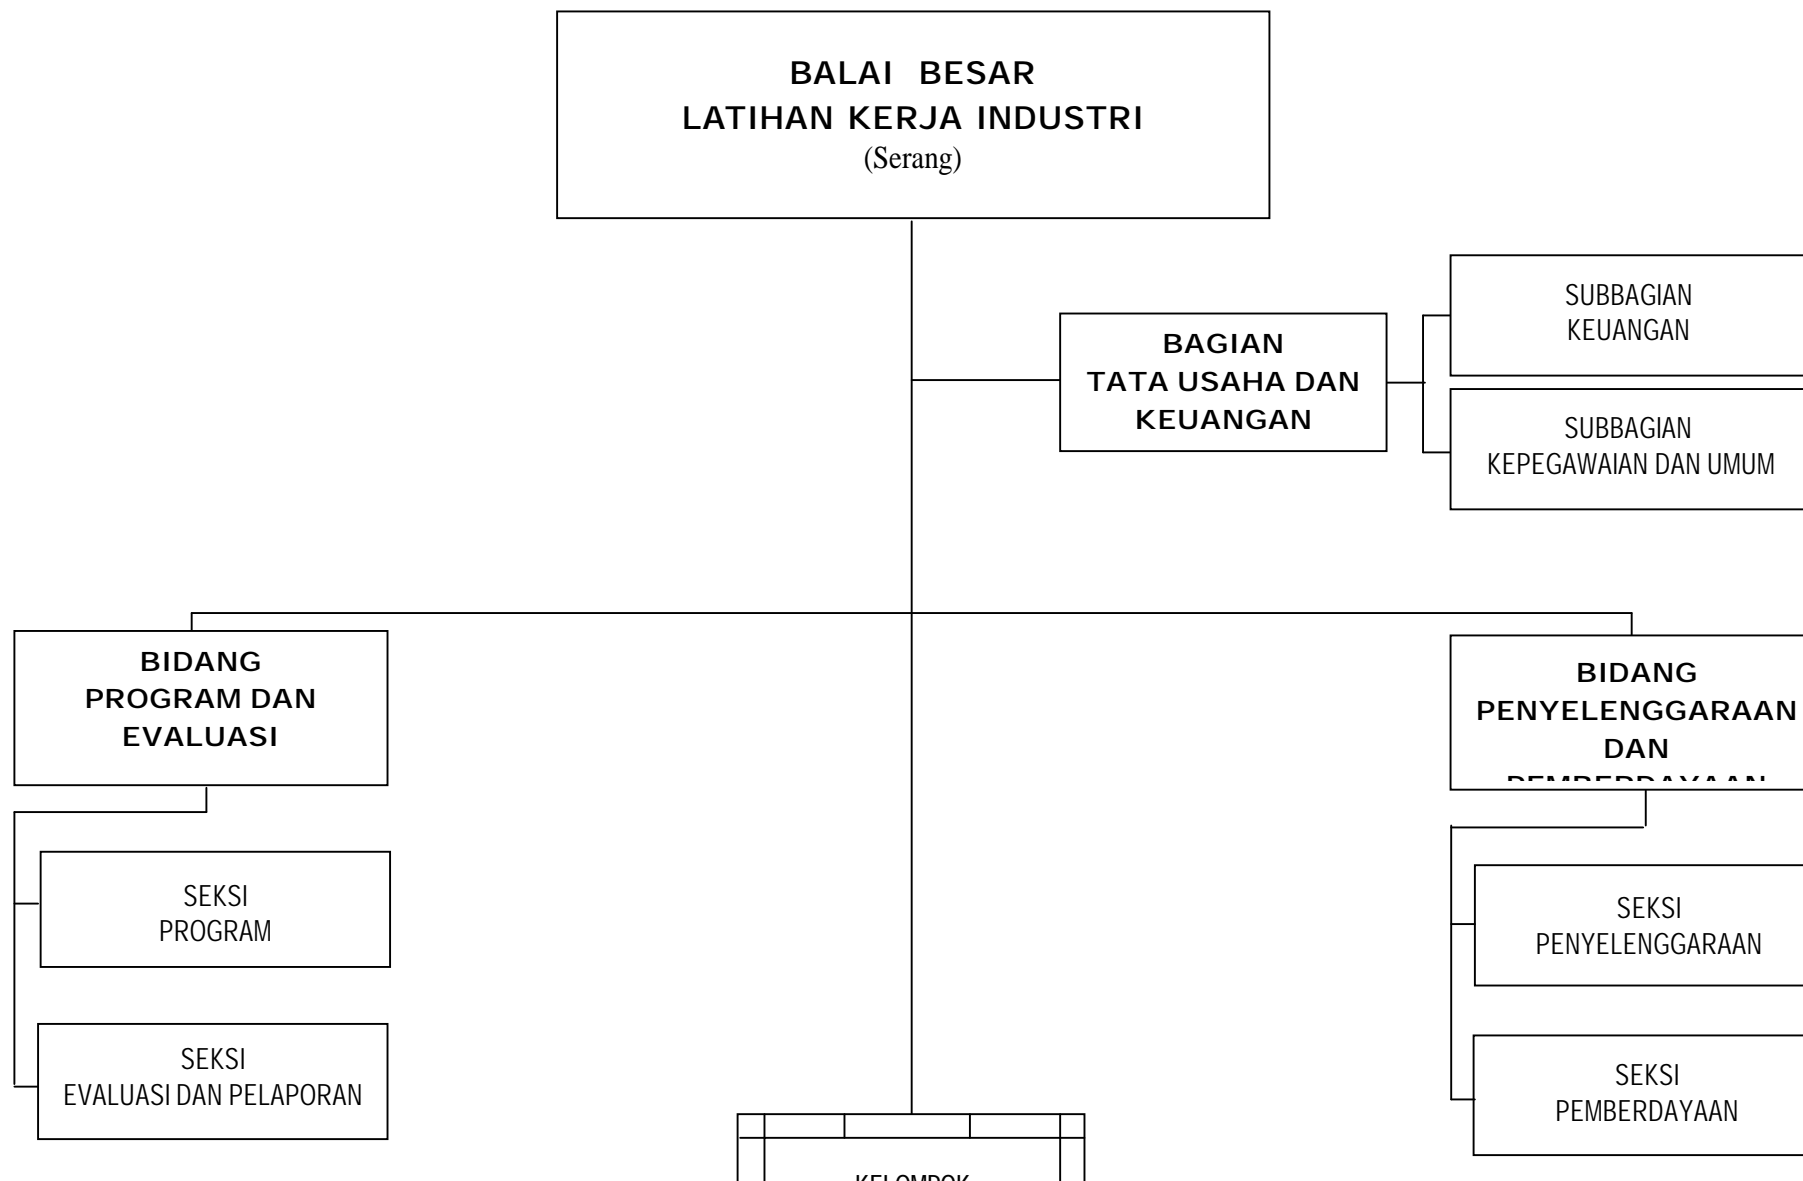 BALAI BESAR
LATIHAN KERJA INDUSTRI
(Serang)
SUBBAGIAN
KEUANGAN
BAGIAN
TATA USAHA DAN
KEUANGAN
SUBBAGIAN
KEPEGAWAIAN DAN UMUM
BIDANG
PROGRAM DAN
EVALUASI
BIDANG
PENYELENGGARAAN
DAN
PEMBERDAYAAN
SEKSI
PROGRAM
SEKSI
PENYELENGGARAAN
SEKSI
EVALUASI DAN PELAPORAN
SEKSI
PEMBERDAYAAN
KELOMPOK